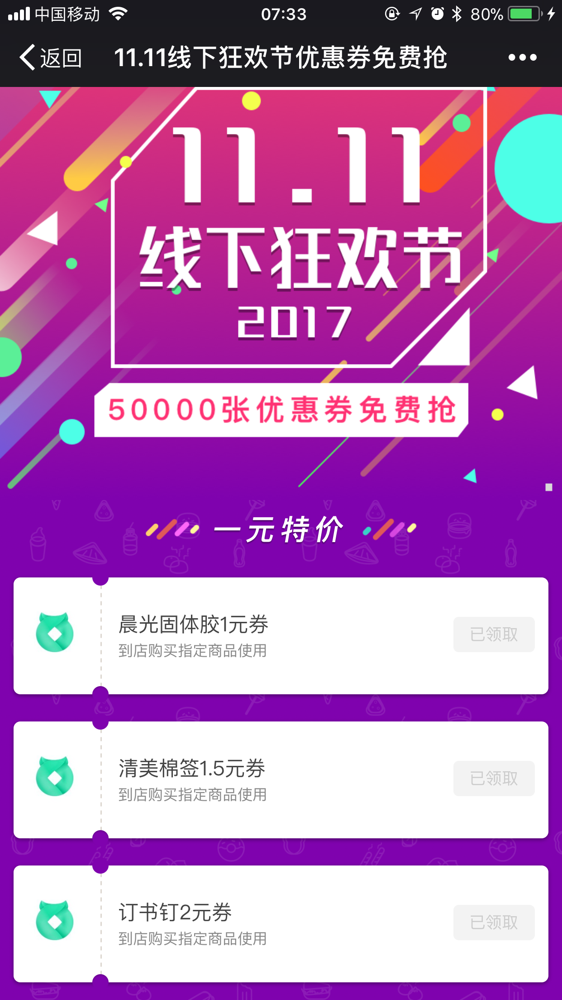 中国移动 07:33 80%
返回 11.11线下狂欢节优惠券免费抢
11.11
线下狂欢节
2017
50000张优惠券免费抢
一元特价
晨光固体胶1元券
到店购买指定商品使用
已领取
清美棉签1.5元券
到店购买指定商品使用
已领取
订书钉2元券
到店购买指定商品使用
已领取